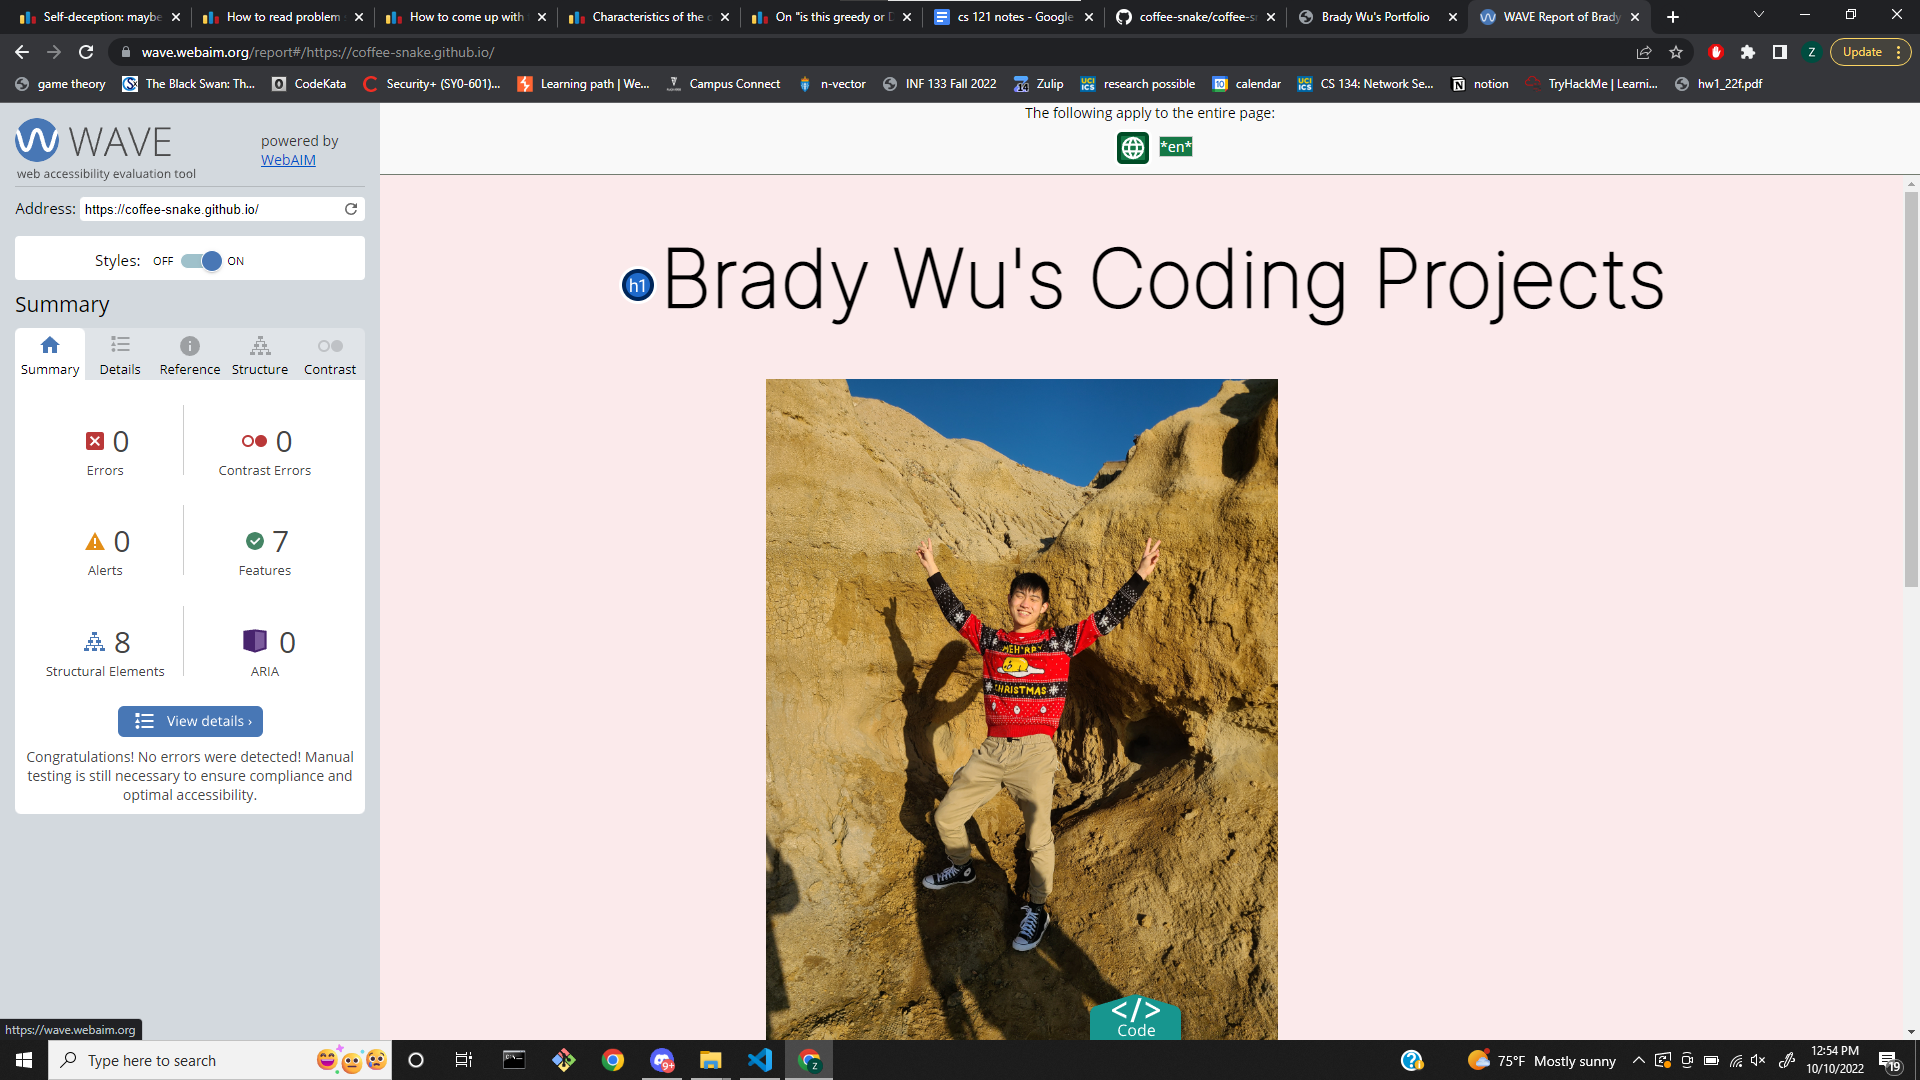 Self-deception: maybe
How to read problem
How to come up with
Characteristics of the
On "is this greedy or D
cs 121 notes - Google
coffee-snake/coffee-s
Brady Wu's Portfolio
WAVE Report of Brady
wave.webaim.org/report#/https://coffee-snake.github.io/
Z
Update
game theory
The Black Swan: Th...
CodeKata
Security+ (SY0-601)...
Learning path | We...
Campus Connect
n-vector
INF 133 Fall 2022
Zulip
research possible
calendar
CS 134: Network Se...
notion
TryHackMe | Learni...
hw1_22f.pdf
WAVE
web accessibility evaluation tool
powered by
WebAIM
Address: https://coffee-snake.github.io/
Styles: OFF ON
Summary
Summary Details Reference Structure Contrast
0
Errors
0
Contrast Errors
0
Alerts
7
Features
8
Structural Elements
0
ARIA
View details ›
Congratulations! No errors were detected! Manual
testing is still necessary to ensure compliance and
optimal accessibility.
The following apply to the entire page:
*en*
h1 Brady Wu's Coding Projects
MEH'RRY
CHRISTMAS
</>
Code
https://wave.webaim.org
Type here to search
9+
75°F Mostly sunny
12:54 PM
10/10/2022
19